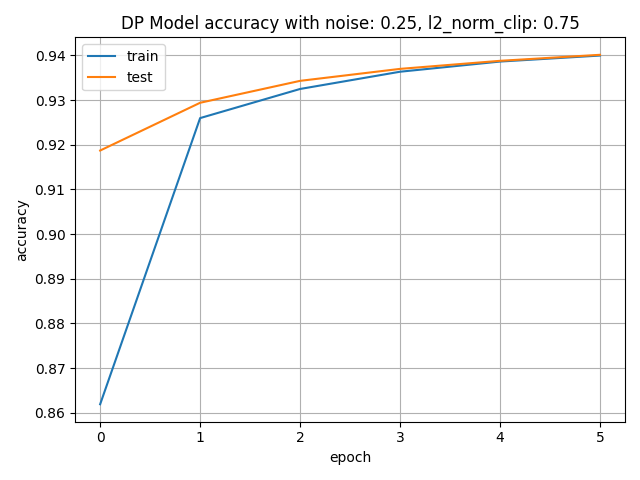 DP Model accuracy with noise: 0.25, l2_norm_clip: 0.75
train
test
accuracy
0.94
0.93
0.92
0.91
0.90
0.89
0.88
0.87
0.86
0 1 2 3 4 5
epoch